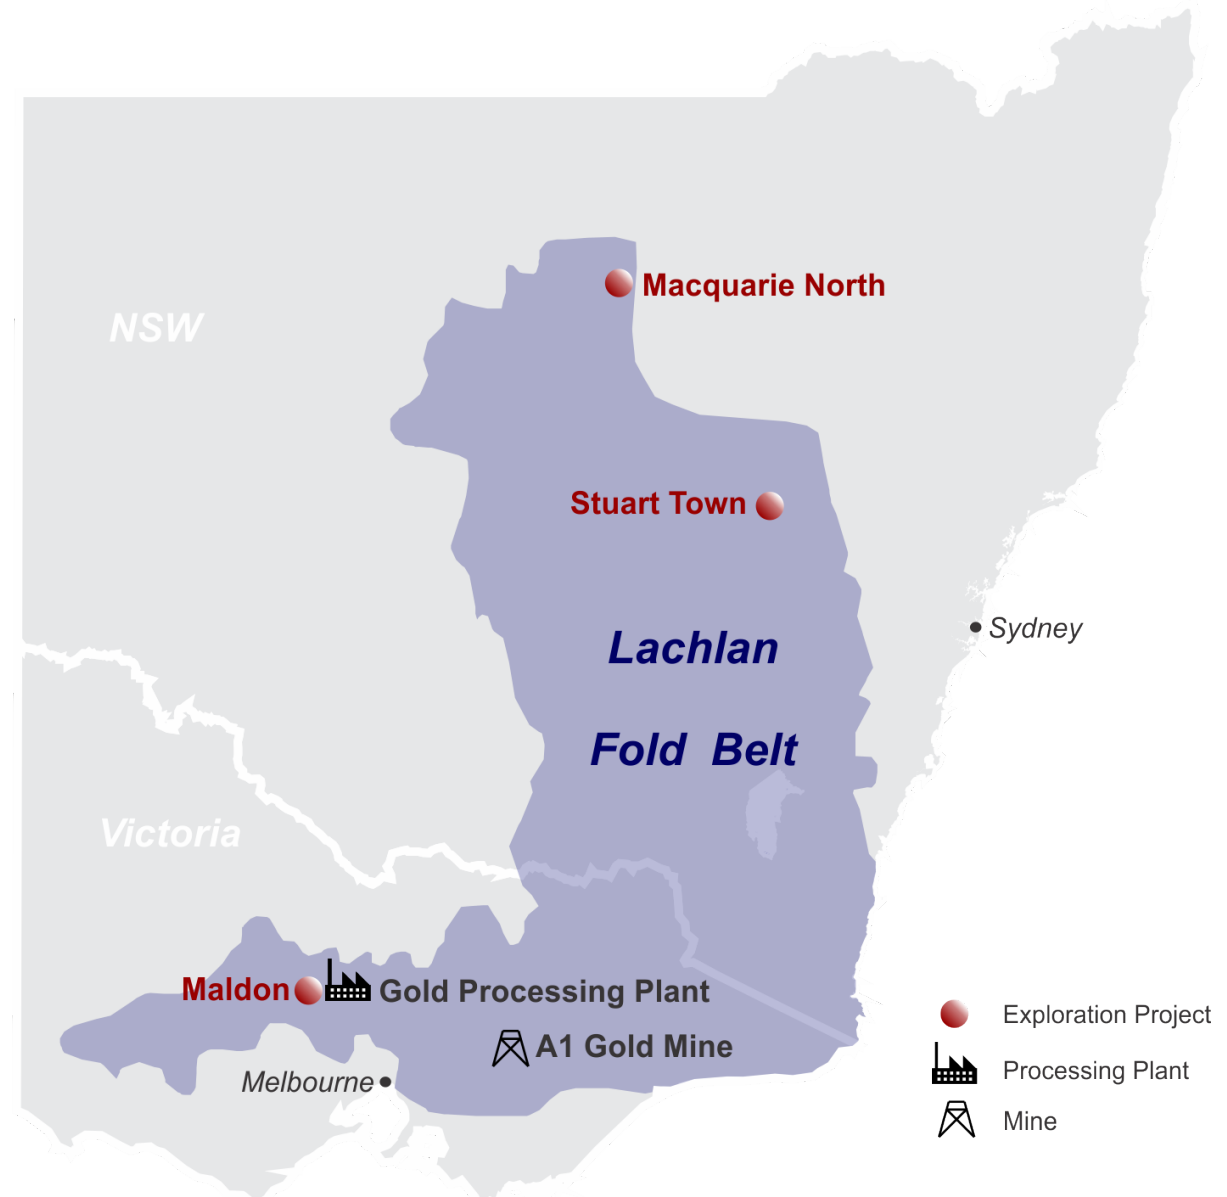 NSW
Macquarie North
Stuart Town
Sydney
Lachlan
Fold Belt
Victoria
Maldon
Gold Processing Plant
A1 Gold Mine
Melbourne
Exploration Project
Processing Plant
Mine